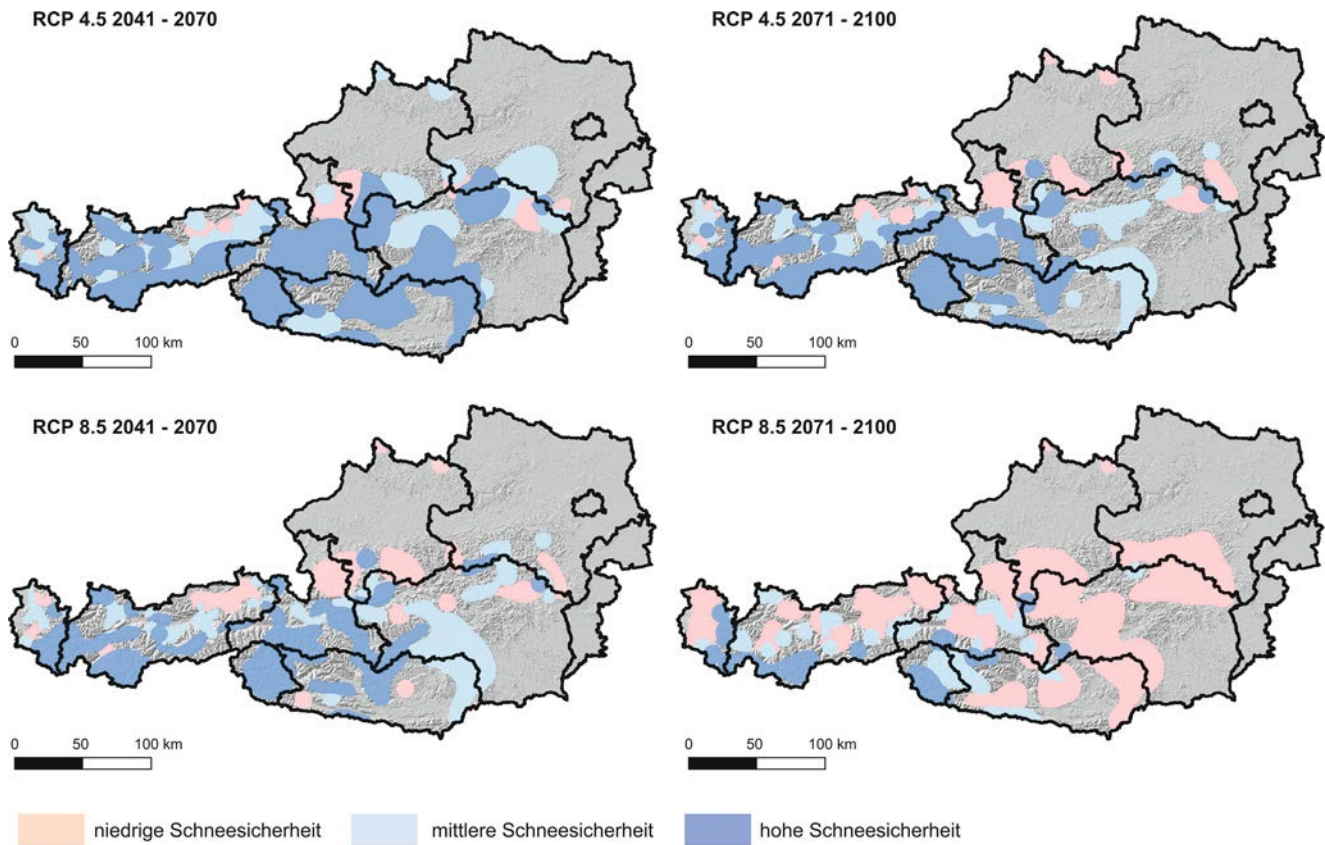 RCP 4.5 2041 - 2070
RCP 4.5 2071 - 2100
0 50 100 km
0 50 100 km
RCP 8.5 2041 - 2070
RCP 8.5 2071 - 2100
0 50 100 km
0 50 100 km
niedrige Schneesicherheit
mittlere Schneesicherheit
hohe Schneesicherheit